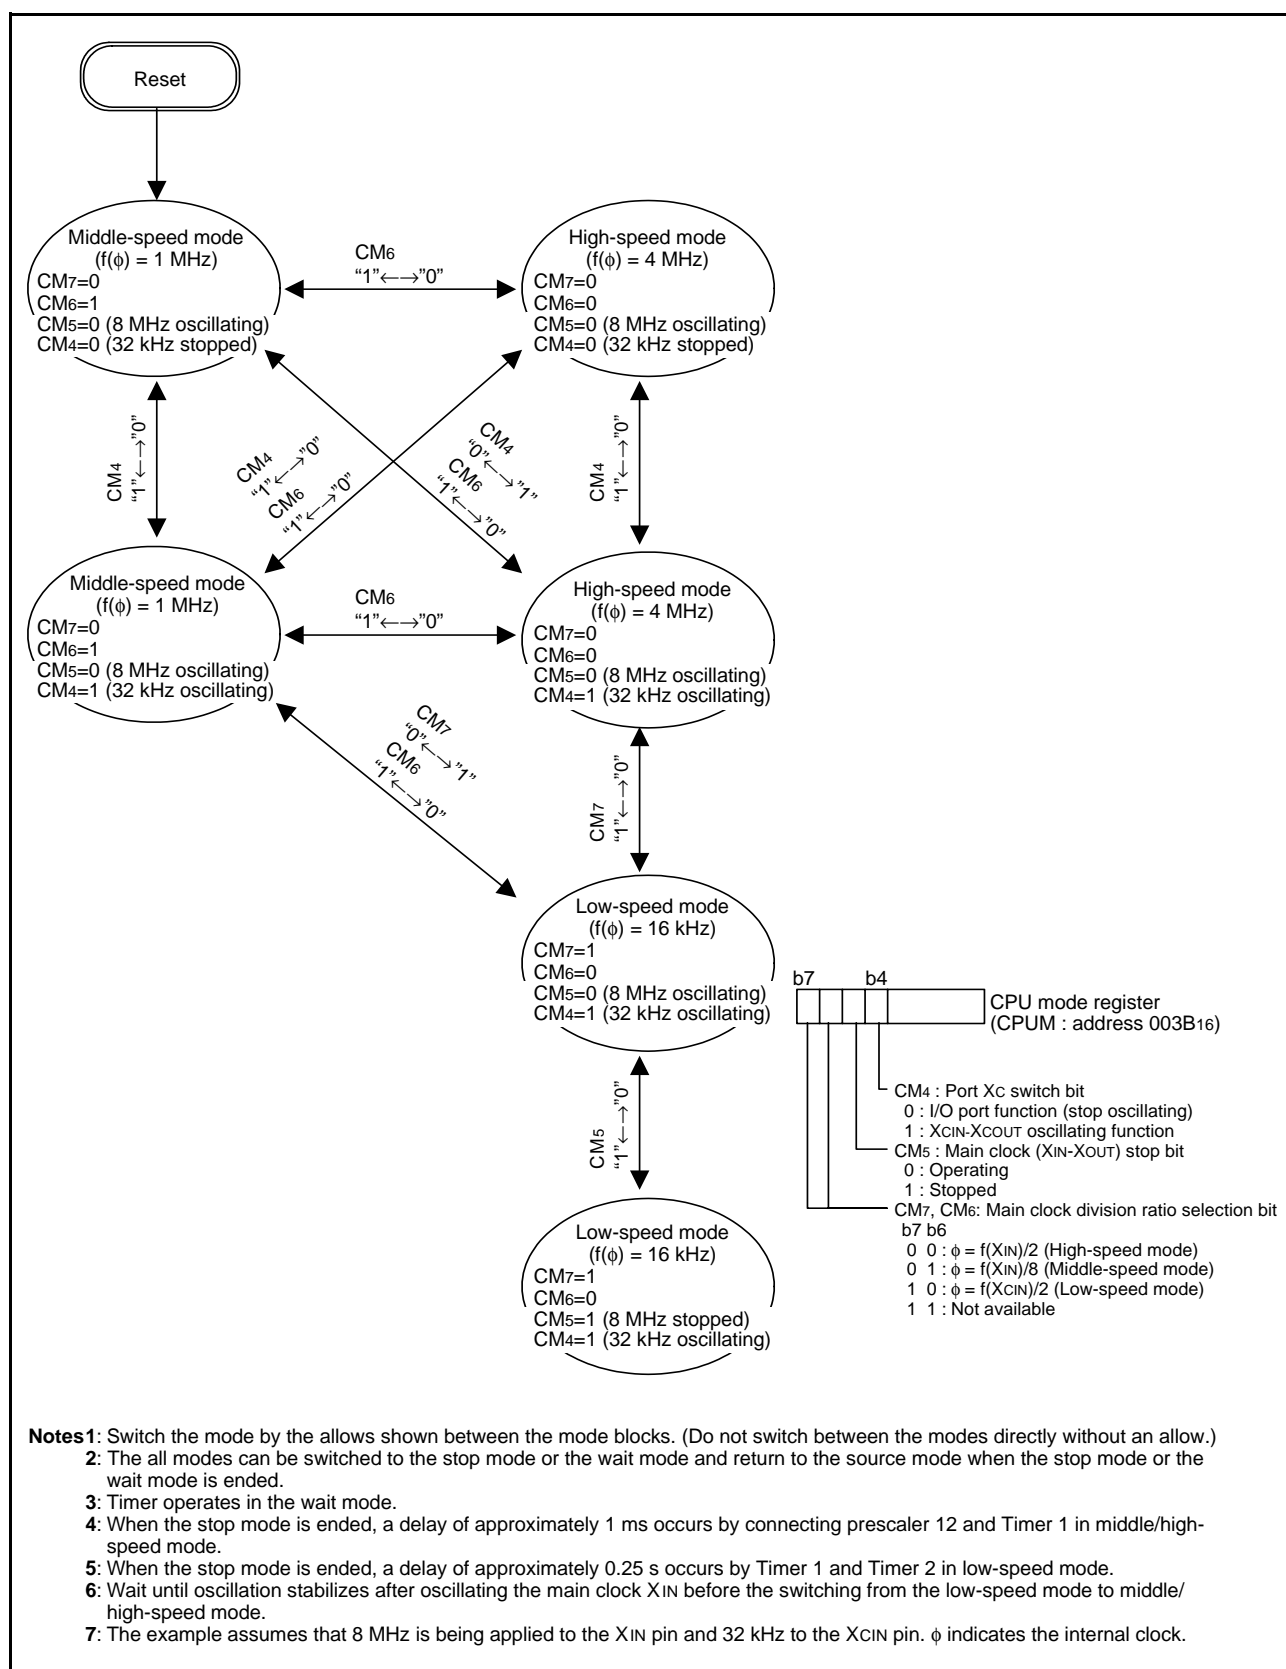 Reset
Middle-speed mode
(f(ϕ) = 1 MHz)
CM7=0
CM6=1
CM5=0 (8 MHz oscillating)
CM4=0 (32 kHz stopped)
CM6
“1”←→”0”
High-speed mode
(f(ϕ) = 4 MHz)
CM7=0
CM6=0
CM5=0 (8 MHz oscillating)
CM4=0 (32 kHz stopped)
CM4
“1”←→”0”
CM4
“1”←→”0”
CM6
“1”←→”0”
CM4
“0”←→”1”
CM6
“1”←→”0”
CM4
“1”←→”0”
Middle-speed mode
(f(ϕ) = 1 MHz)
CM7=0
CM6=1
CM5=0 (8 MHz oscillating)
CM4=1 (32 kHz oscillating)
CM6
“1”←→”0”
High-speed mode
(f(ϕ) = 4 MHz)
CM7=0
CM6=0
CM5=0 (8 MHz oscillating)
CM4=1 (32 kHz oscillating)
CM7
“0”←→”1”
CM6
“1”←→”0”
CM7
“1”←→”0”
Low-speed mode
(f(ϕ) = 16 kHz)
CM7=1
CM6=0
CM5=0 (8 MHz oscillating)
CM4=1 (32 kHz oscillating)
CM5
“1”←→”0”
Low-speed mode
(f(ϕ) = 16 kHz)
CM7=1
CM6=0
CM5=1 (8 MHz stopped)
CM4=1 (32 kHz oscillating)
b7 b4
CPU mode register
(CPUM : address 003B16)
CM4 : Port XC switch bit
0 : I/O port function (stop oscillating)
1 : XCIN-XCOUT oscillating function
CM5 : Main clock (XIN-XOUT) stop bit
0 : Operating
1 : Stopped
CM7, CM6: Main clock division ratio selection bit
b7 b6
0 0 : ϕ = f(XIN)/2 (High-speed mode)
0 1 : ϕ = f(XIN)/8 (Middle-speed mode)
1 0 : ϕ = f(XCIN)/2 (Low-speed mode)
1 1 : Not available
Notes1: Switch the mode by the allows shown between the mode blocks. (Do not switch between the modes directly without an allow.)
2: The all modes can be switched to the stop mode or the wait mode and return to the source mode when the stop mode or the
wait mode is ended.
3: Timer operates in the wait mode.
4: When the stop mode is ended, a delay of approximately 1 ms occurs by connecting prescaler 12 and Timer 1 in middle/high-
speed mode.
5: When the stop mode is ended, a delay of approximately 0.25 s occurs by Timer 1 and Timer 2 in low-speed mode.
6: Wait until oscillation stabilizes after oscillating the main clock XIN before the switching from the low-speed mode to middle/
high-speed mode.
7: The example assumes that 8 MHz is being applied to the XIN pin and 32 kHz to the XCIN pin. ϕ indicates the internal clock.